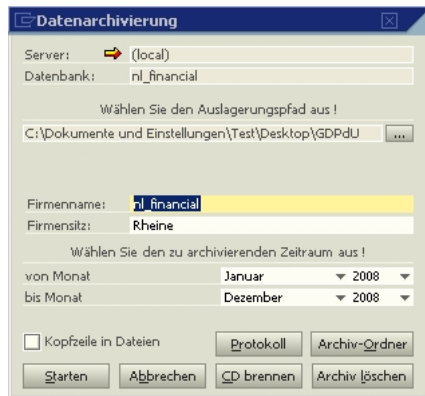 Datenarchivierung
Server: (local)
Datenbank: nl_financial
Wählen Sie den Auslagerungspfad aus !
C:\Dokumente und Einstellungen\Test\Desktop\GDPdU ...
Firmenname: nl_financial
Firmensitz: Rheine
Wählen Sie den zu archivierenden Zeitraum aus !
von Monat Januar 2008
bis Monat Dezember 2008
Kopfzeile in Dateien Protokoll Archiv-Ordner
Starten Abbrechen CD brennen Archiv löschen